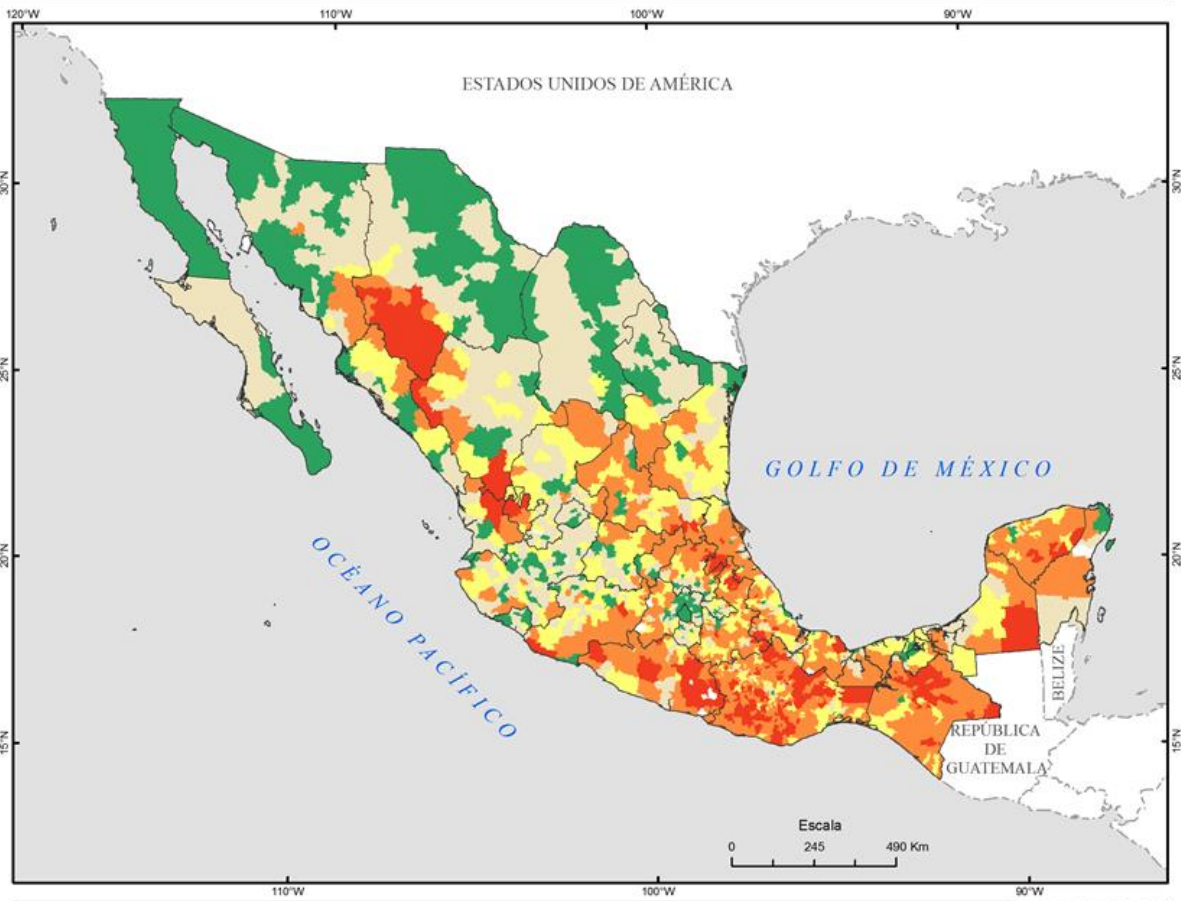 120°W 110°W 100°W 90°W
ESTADOS UNIDOS DE AMÉRICA
30°N 30°N
25°N 25°N
GOLFO DE MÉXICO
20°N 20°N
OCÉANO PACÍFICO
BELIZE
15°N 15°N
REPÚBLICA
DE
GUATEMALA
Escala
0 245 490 Km
110°W 100°W 90°W